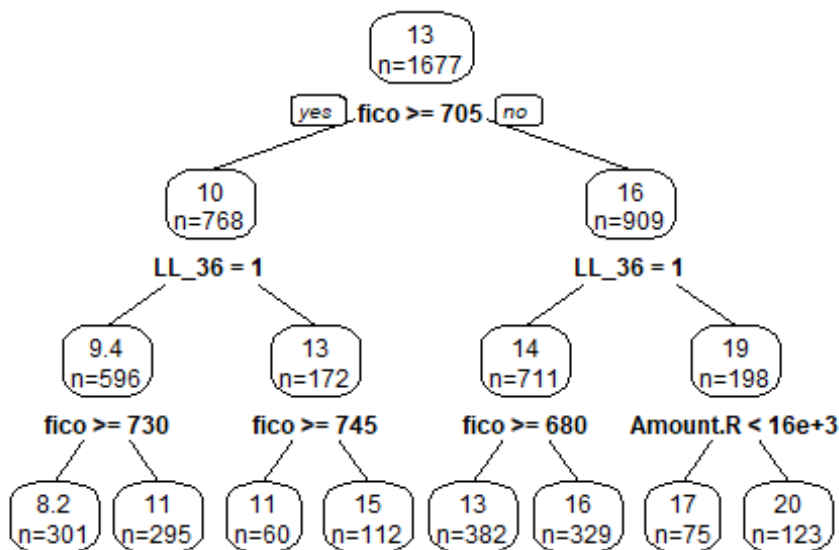 13
n=1677
yes fico >= 705 no
10
n=768
16
n=909
LL_36 = 1
LL_36 = 1
9.4
n=596
13
n=172
14
n=711
19
n=198
fico >= 730
fico >= 745
fico >= 680
Amount.R < 16e+3
8.2
n=301
11
n=295
11
n=60
15
n=112
13
n=382
16
n=329
17
n=75
20
n=123